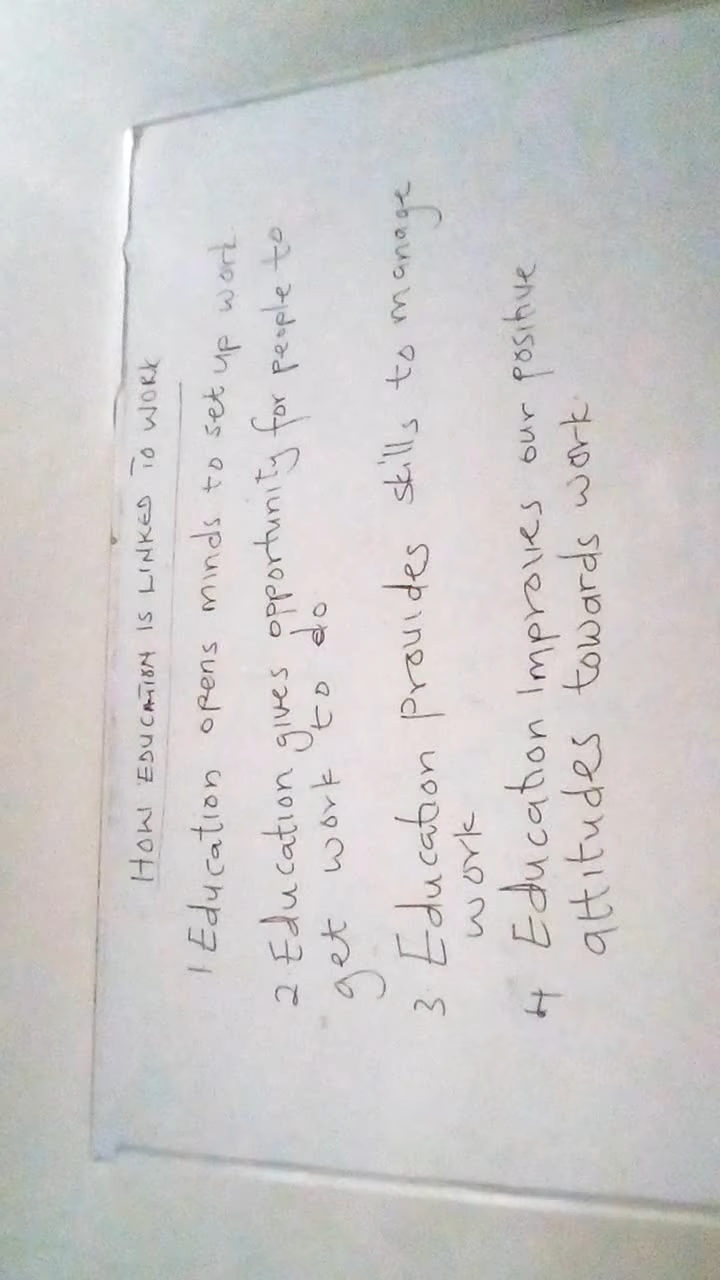 HOW EDUCATION IS LINKED TO WORK
1 Education opens minds to set up work
2 Education gives opportunity for people to
get work to do
3. Education provides skills to manage
work
4 Education Improves our positive
attitudes towards work.